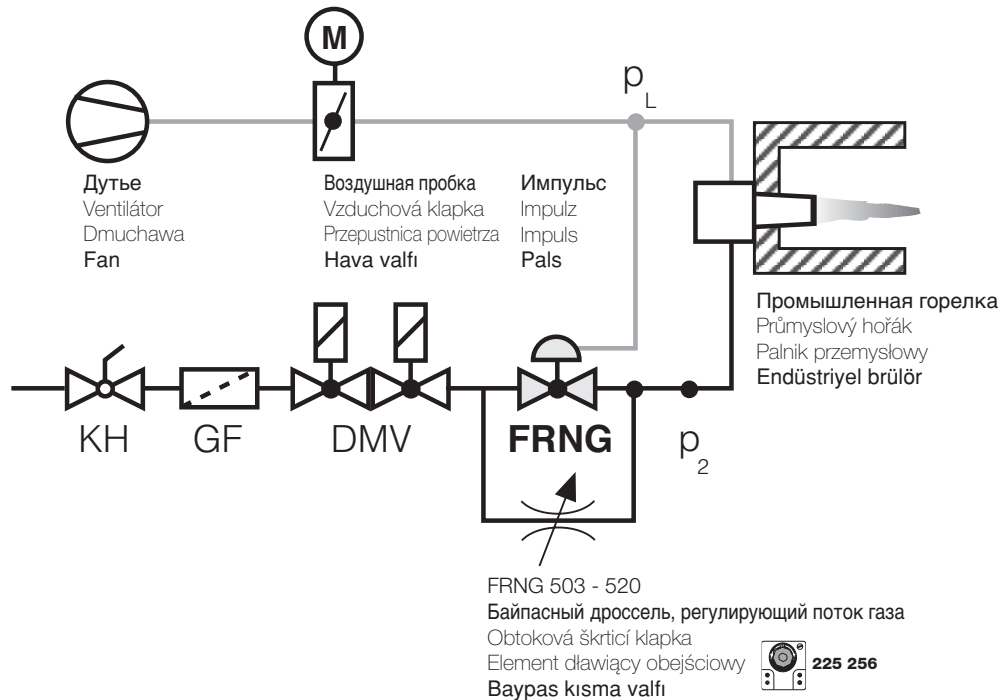 M
p L
Дутье
Ventilátor
Dmuchawa
Fan
Воздушная пробка
Vzduchová klapka
Przepustnica powietrza
Hava valfı
Импульс
Impulz
Impuls
Pals
Промышленная горелка
Průmyslový hořák
Palnik przemysłowy
Endüstriyel brülör
KH
GF
DMV
FRNG
p 2
FRNG 503 - 520
Байпасный дроссель, регулирующий поток газа
Obtoková škrticí klapka
Element dławiący obejściowy
225 256
Baypas kısma valfı